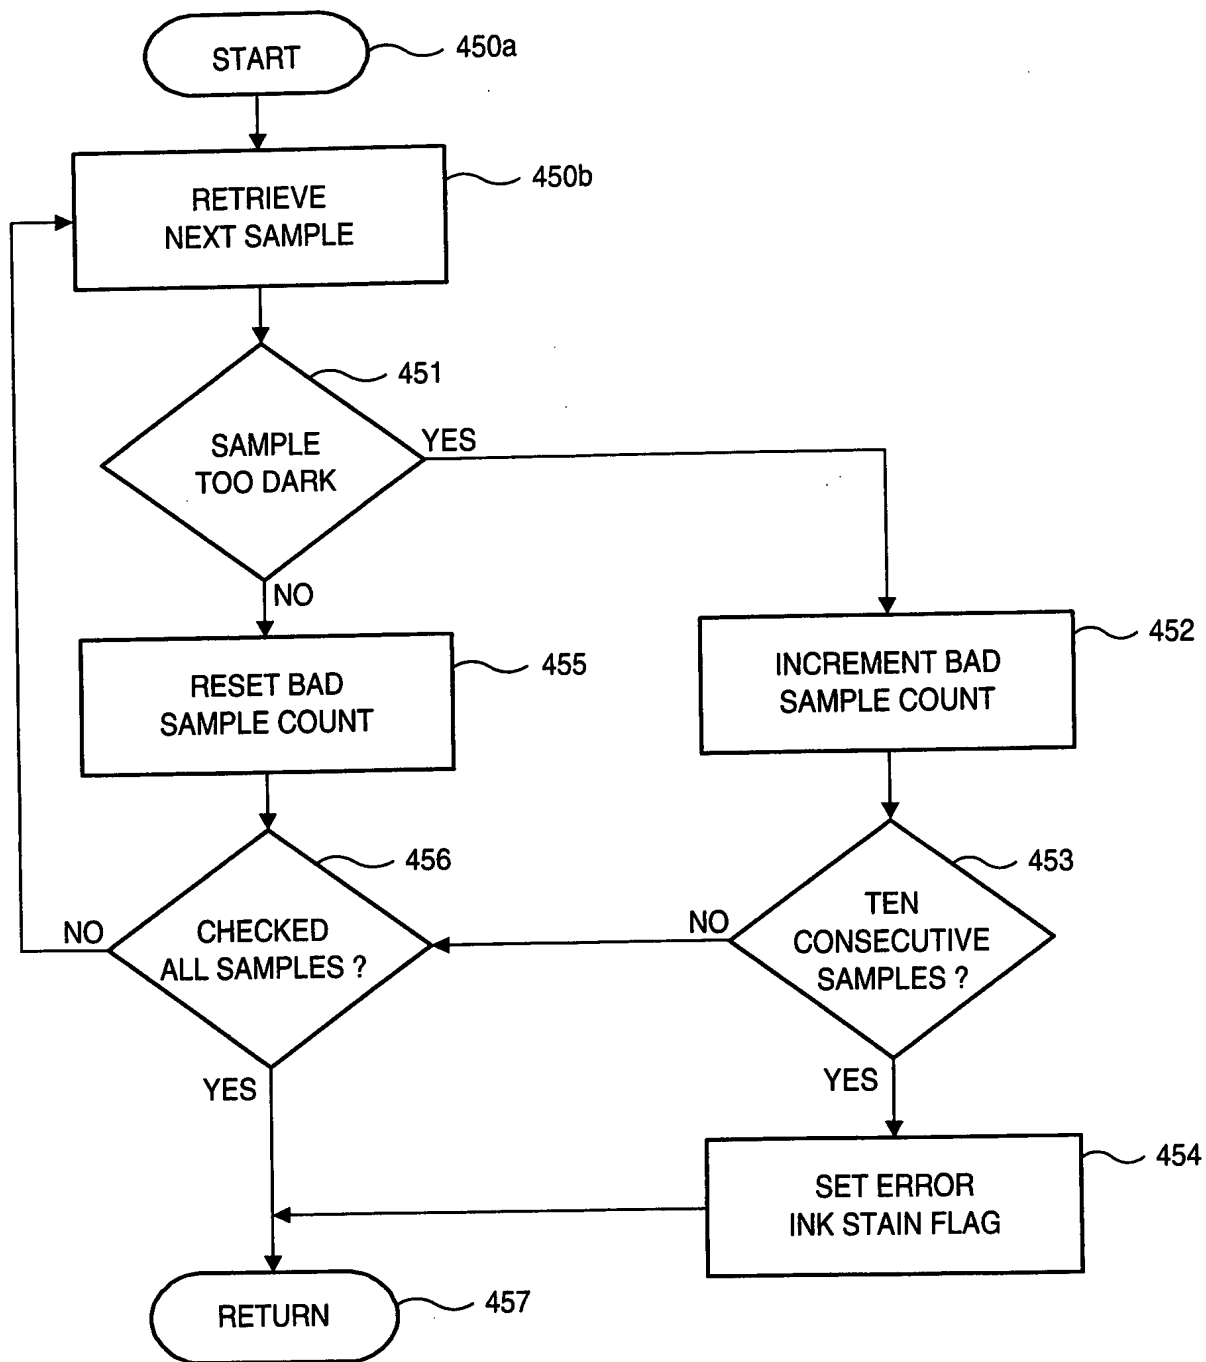 START
450a
RETRIEVE
NEXT SAMPLE
450b
451
SAMPLE
TOO DARK
YES
NO
RESET BAD
SAMPLE COUNT
455
INCREMENT BAD
SAMPLE COUNT
452
456
CHECKED
ALL SAMPLES ?
NO
YES
453
TEN
CONSECUTIVE
SAMPLES ?
NO
YES
SET ERROR
INK STAIN FLAG
454
RETURN
457